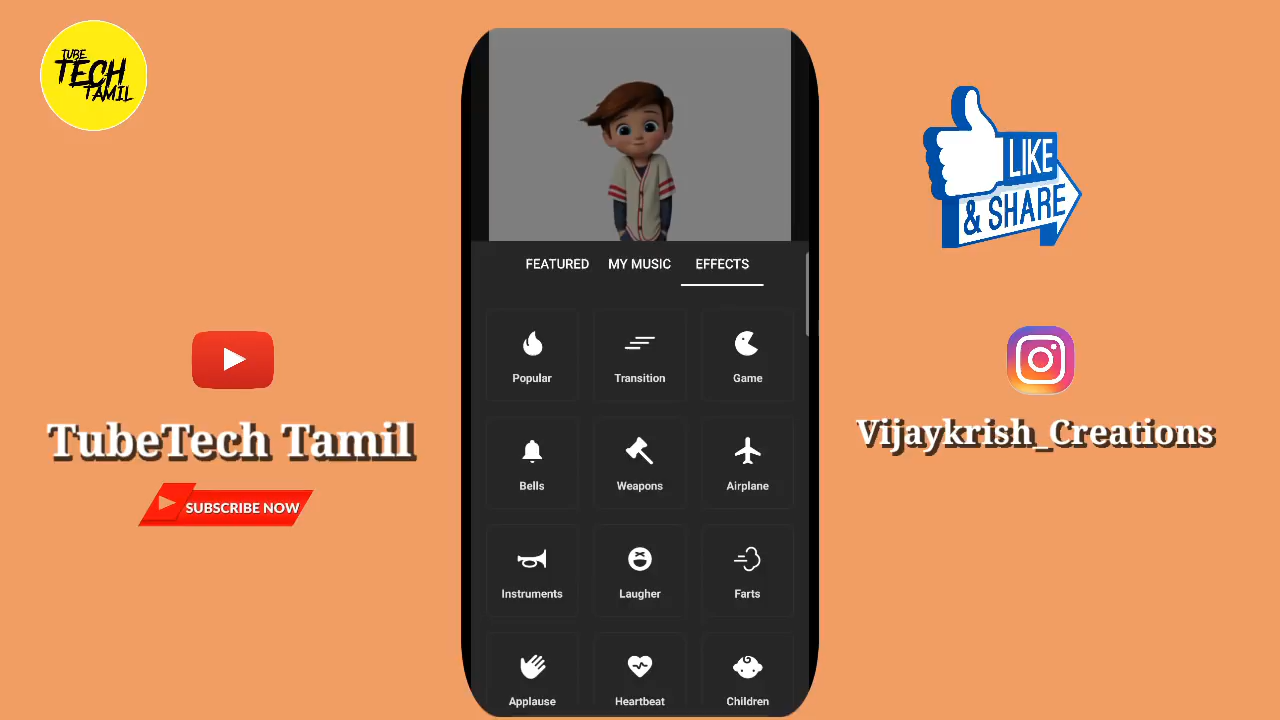 TUBE
TECH
TAMIL
TubeTech Tamil
SUBSCRIBE NOW
FEATURED MY MUSIC EFFECTS
Popular Transition Game
Bells Weapons Airplane
Instruments Laugher Farts
Applause Heartbeat Children
LIKE
& SHARE
Vijaykrish_Creations